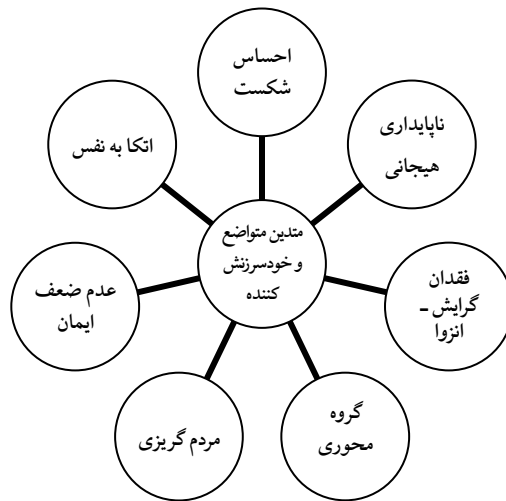 احساس
شکست
ناپایداری
هیجانی
فقدان
گرایش ـ
انزوا
گروه
محوری
مردم گریزی
عدم ضعف
ایمان
اتکا به نفس
متدین متواضع
و خودسرزنش
کننده